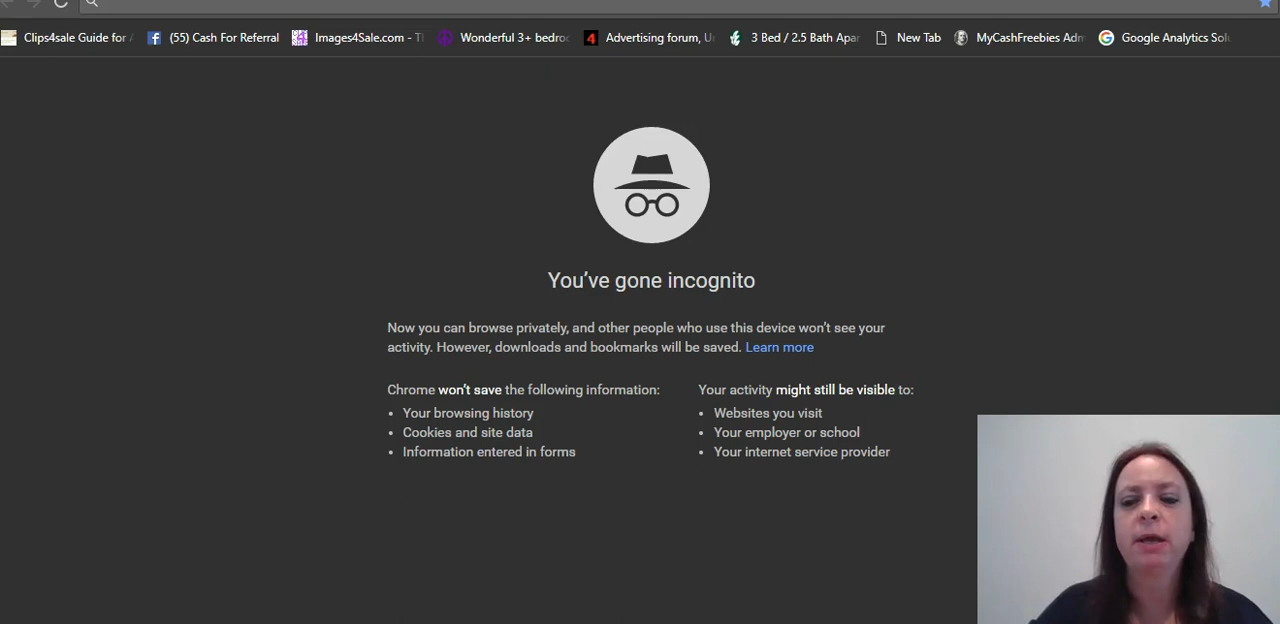 Clips4sale Guide for (55) Cash For Referral Images4Sale.com - Wonderful 3+ Advertising forum, 3 Bed / 2.5 Bath New Tab MyCashFreebies Google Analytics
You've gone incognito
Now you can browse privately, and other people who use this device won't see your
activity. However, downloads and bookmarks will be saved. Learn more
Chrome won't save the following information:
Your browsing history
Cookies and site data
Information entered in forms
Your activity might still be visible to:
Websites you visit
Your employer or school
Your internet service provider